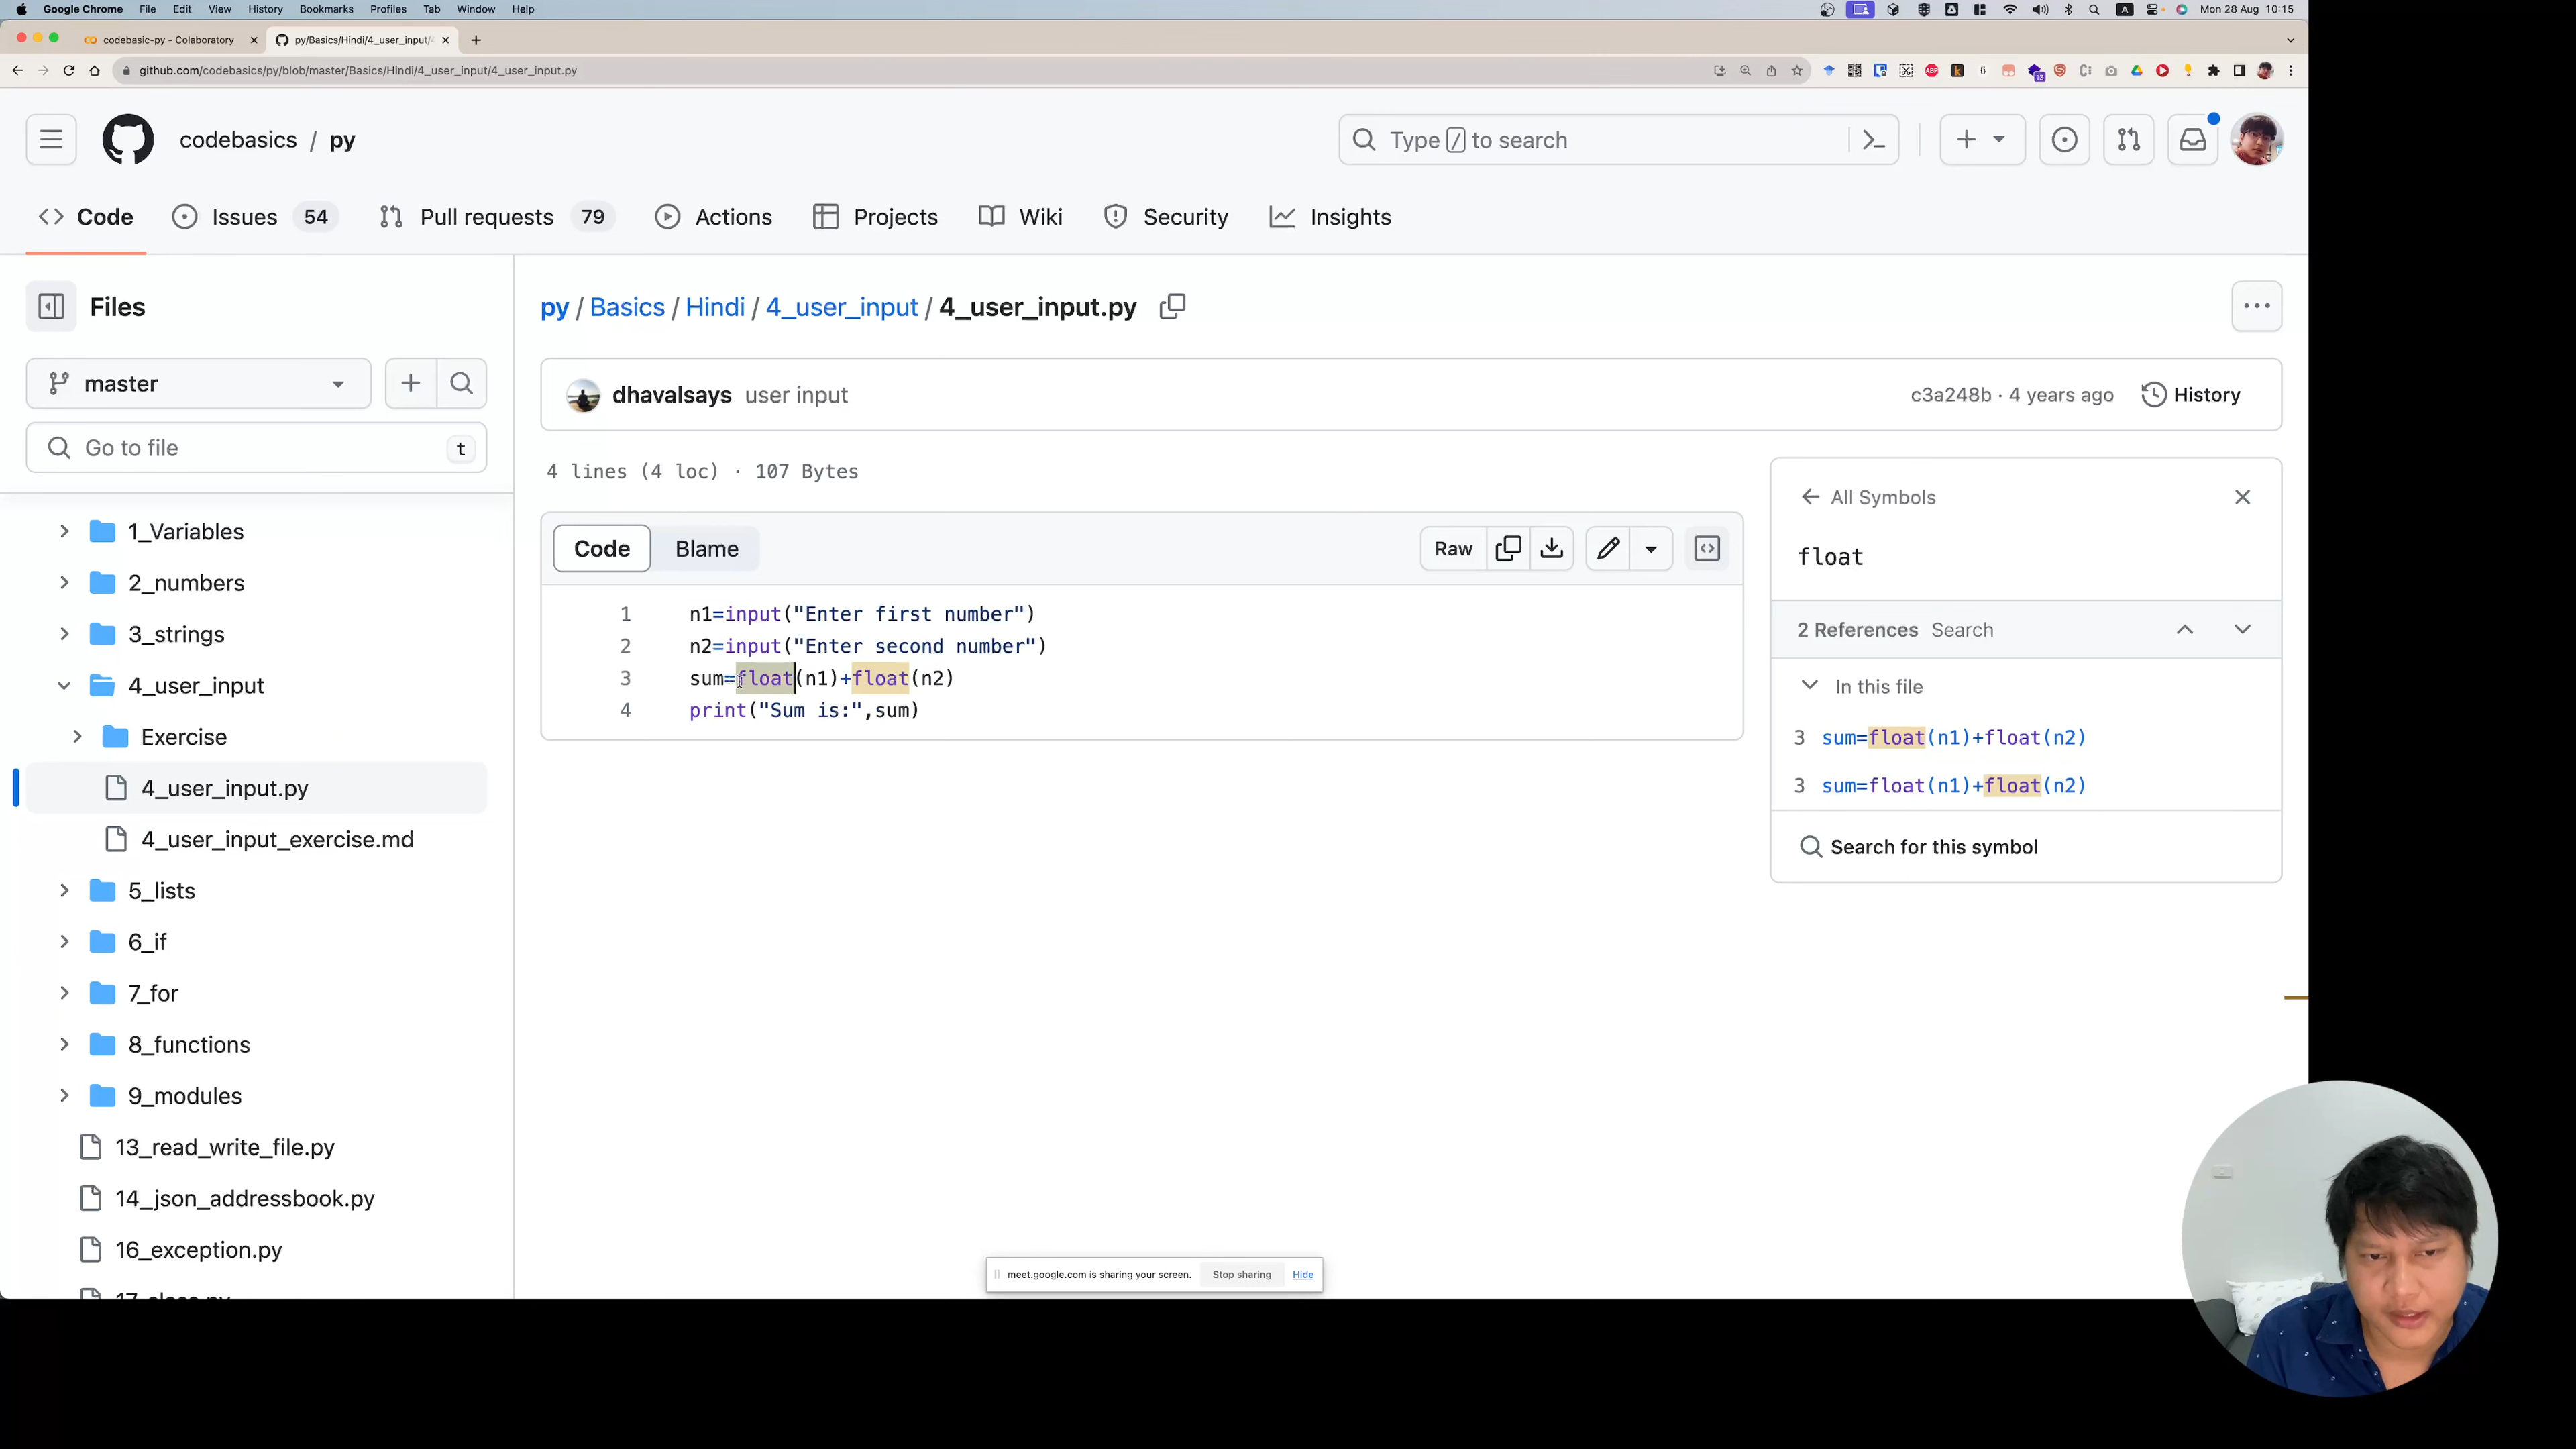 Google Chrome File Edit View History Bookmarks Profiles Tab Window Help
Mon 28 Aug 10:15
codebasic-py - Colaboratory
py/Basics/Hindi/4_user_input/
github.com/codebasics/py/blob/master/Basics/Hindi/4_user_input/4_user_input.py
codebasics / py
Type / to search
Code
Issues 54
Pull requests 79
Actions
Projects
Wiki
Security
Insights
Files
master
Go to file
t
1_Variables
2_numbers
3_strings
4_user_input
Exercise
4_user_input.py
4_user_input_exercise.md
5_lists
6_if
7_for
8_functions
9_modules
13_read_write_file.py
14_json_addressbook.py
16_exception.py
py / Basics / Hindi / 4_user_input / 4_user_input.py
dhavalsays user input
c3a248b · 4 years ago
History
4 lines (4 loc) · 107 Bytes
Code Blame
Raw
1 n1=input("Enter first number")
2 n2=input("Enter second number")
3 sum=float(n1)+float(n2)
4 print("Sum is:",sum)
All Symbols
float
2 References Search
In this file
3 sum=float(n1)+float(n2)
3 sum=float(n1)+float(n2)
Search for this symbol
meet.google.com is sharing your screen. Stop sharing Hide